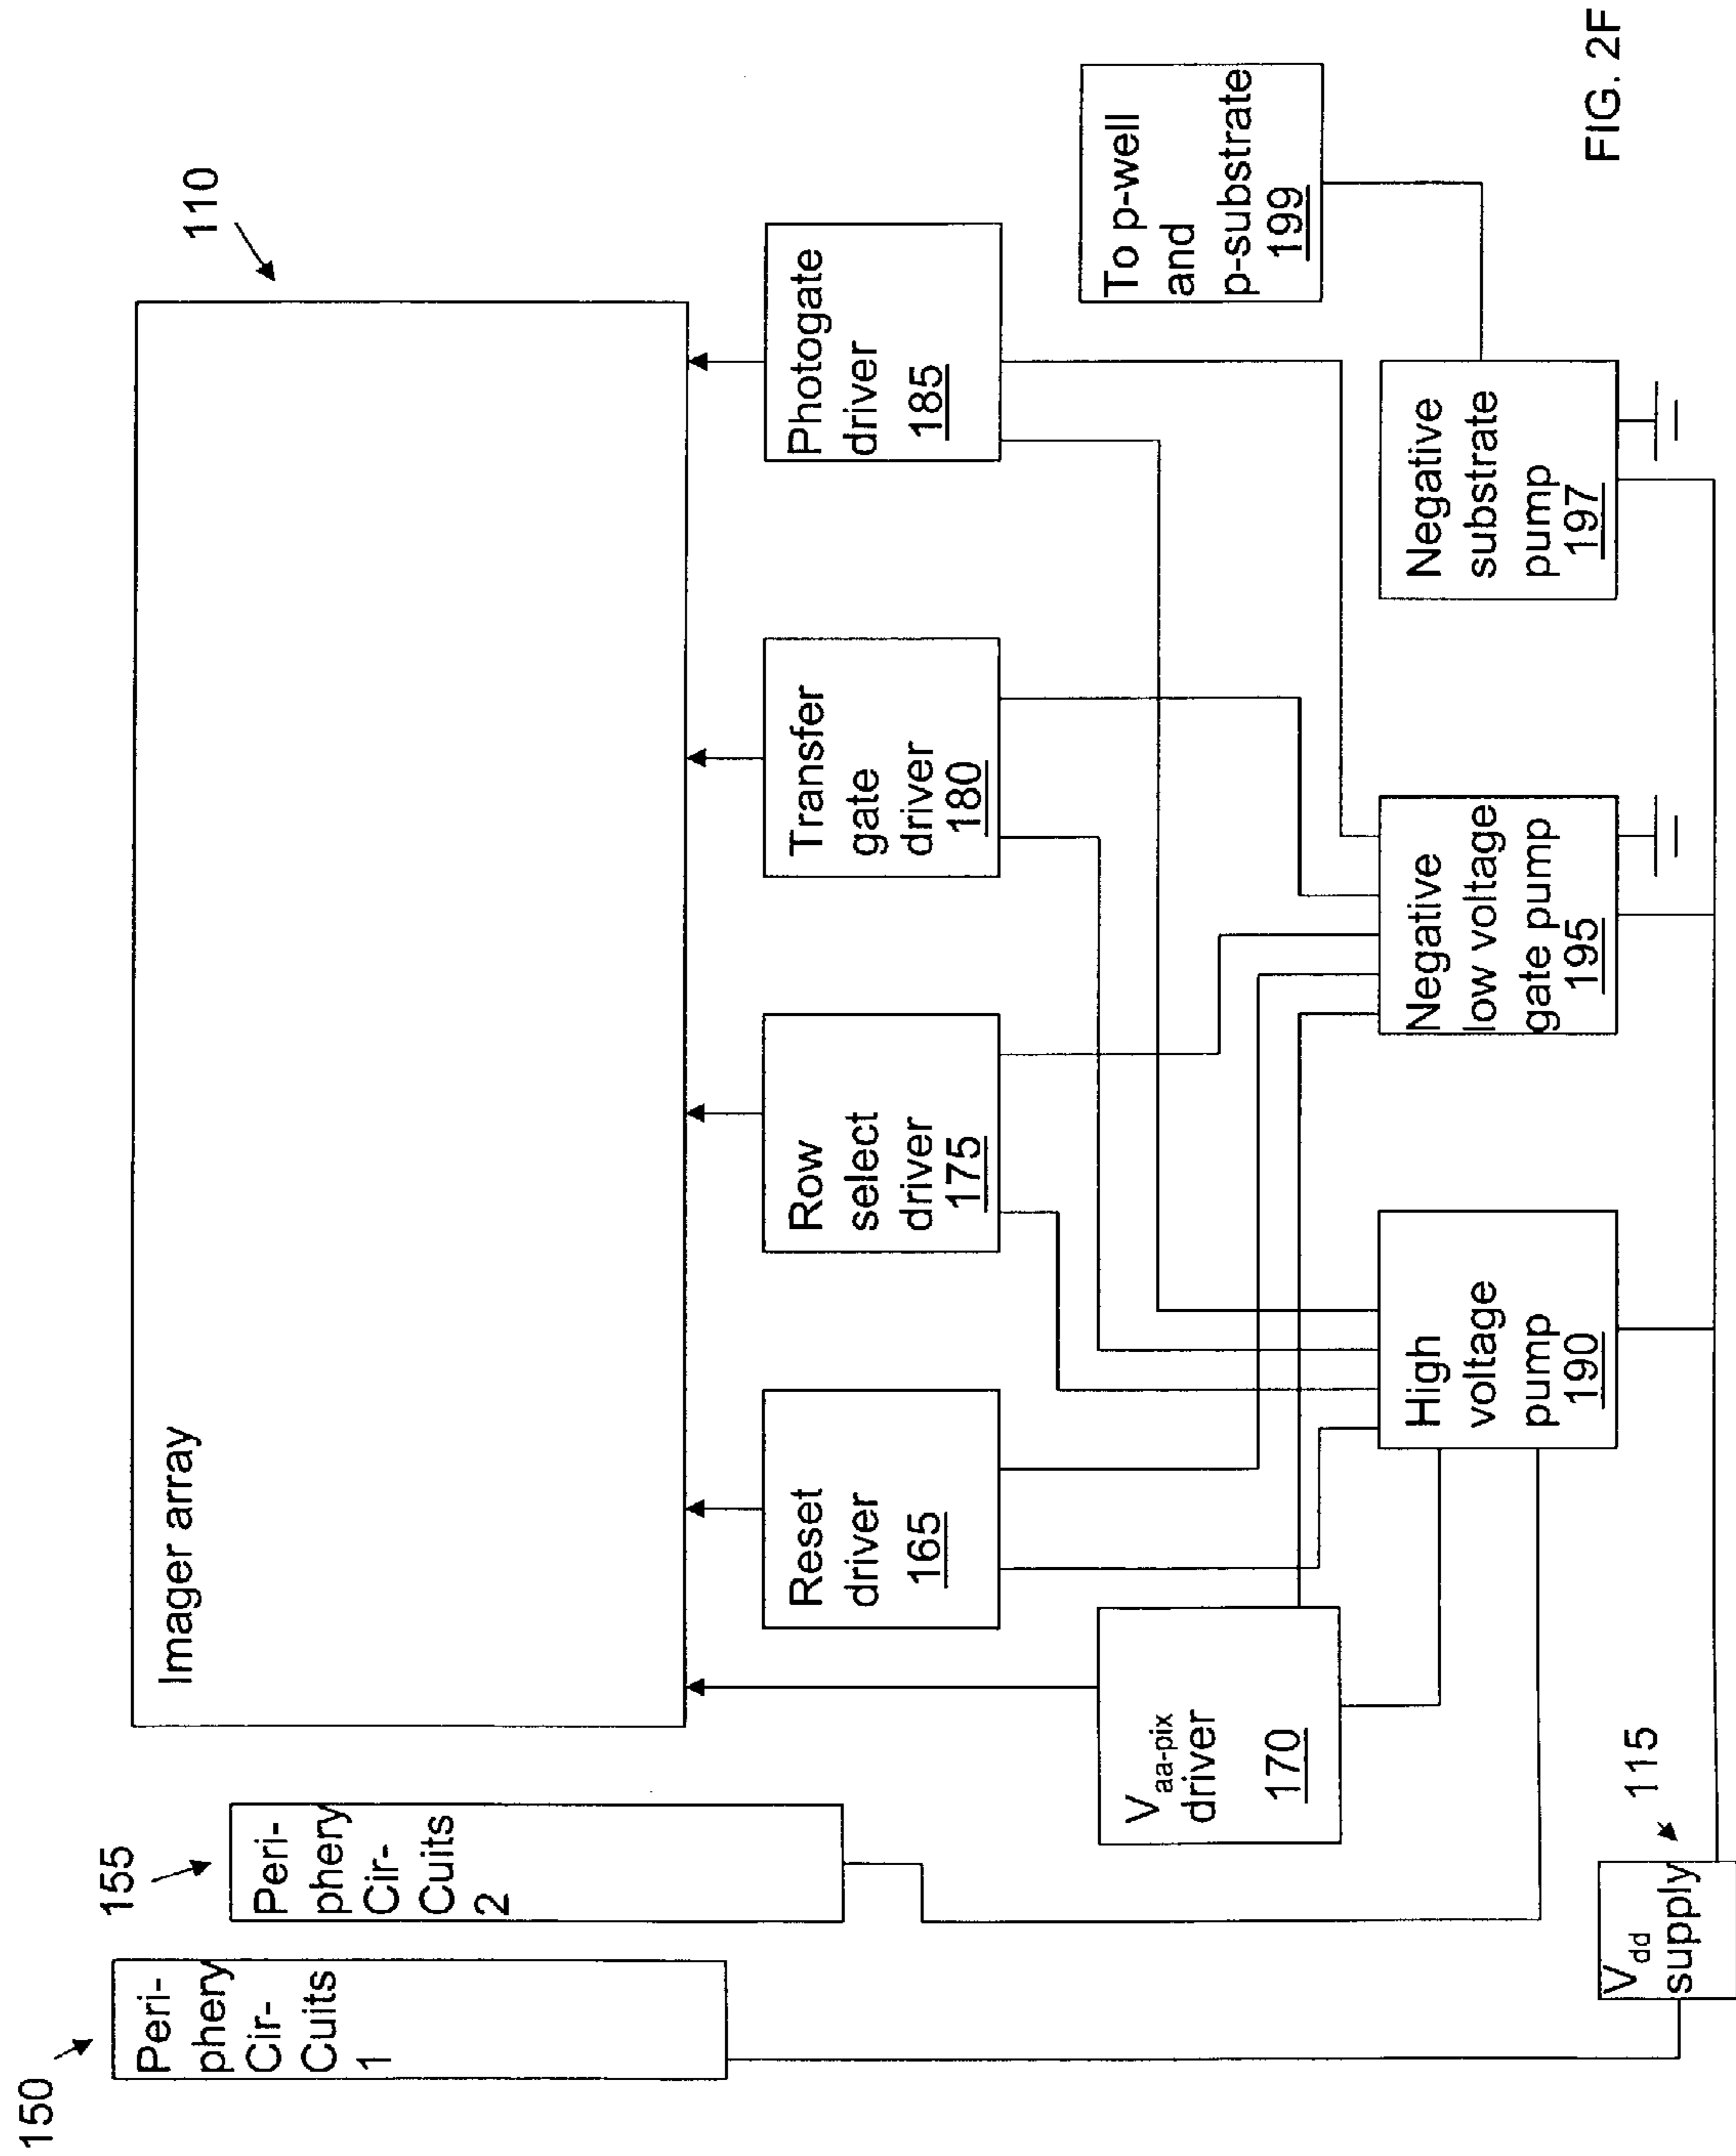 150
155
110
Peri-
phery
Cir-
Cuits
1
Peri-
phery
Cir-
Cuits
2
Imager array
Reset
driver
165
Row
select
driver
175
Transfer
gate
driver
180
Photogate
driver
185
Vaa-pix
driver
170
To p-well
and
p-substrate
199
High
voltage
pump
190
Negative
low voltage
gate pump
195
Negative
substrate
pump
197
Vdd
supply
115
FIG. 2F